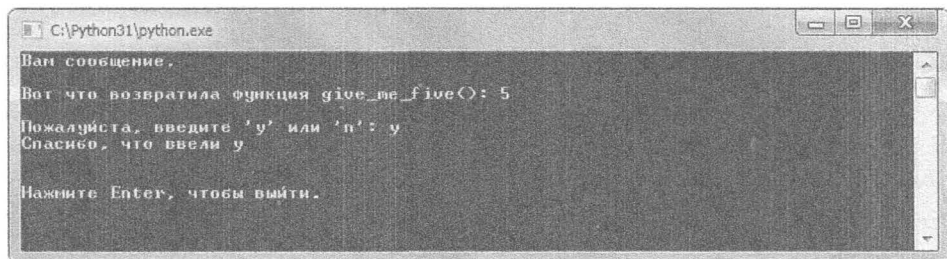 C:\Python31\python.exe
Вам сообщение,
Вот что возвратила функция give_me_five(): 5
Пожалуйста, введите 'y' или 'n': y
Спасибо, что ввели y
Нажмите Enter, чтобы выйти.